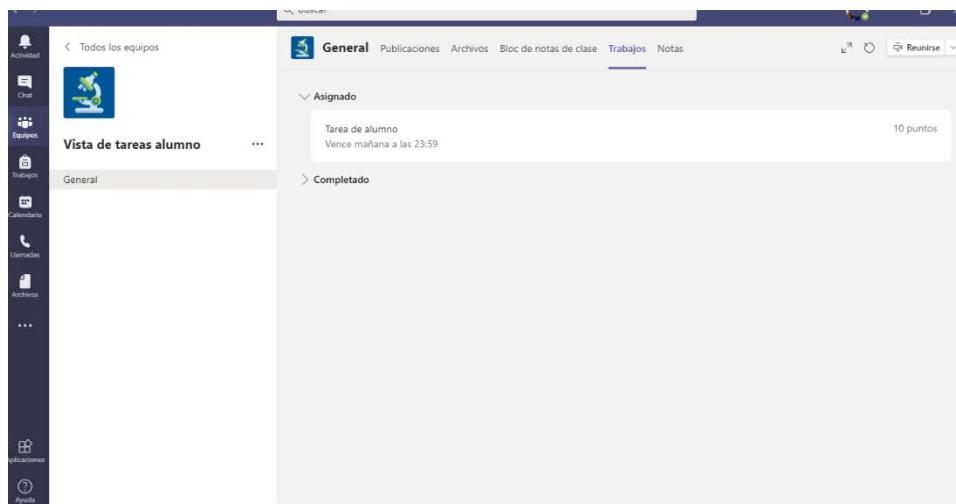 Buscar
Actividad
Chat
Equipos
Trabajos
Calendario
Llamadas
Archivos
Aplicaciones
Ayuda
Todos los equipos
Vista de tareas alumno
General
General Publicaciones Archivos Bloc de notas de clase Trabajos Notas Reunirse
Asignado
Tarea de alumno 10 puntos
Vence mañana a las 23:59
Completado